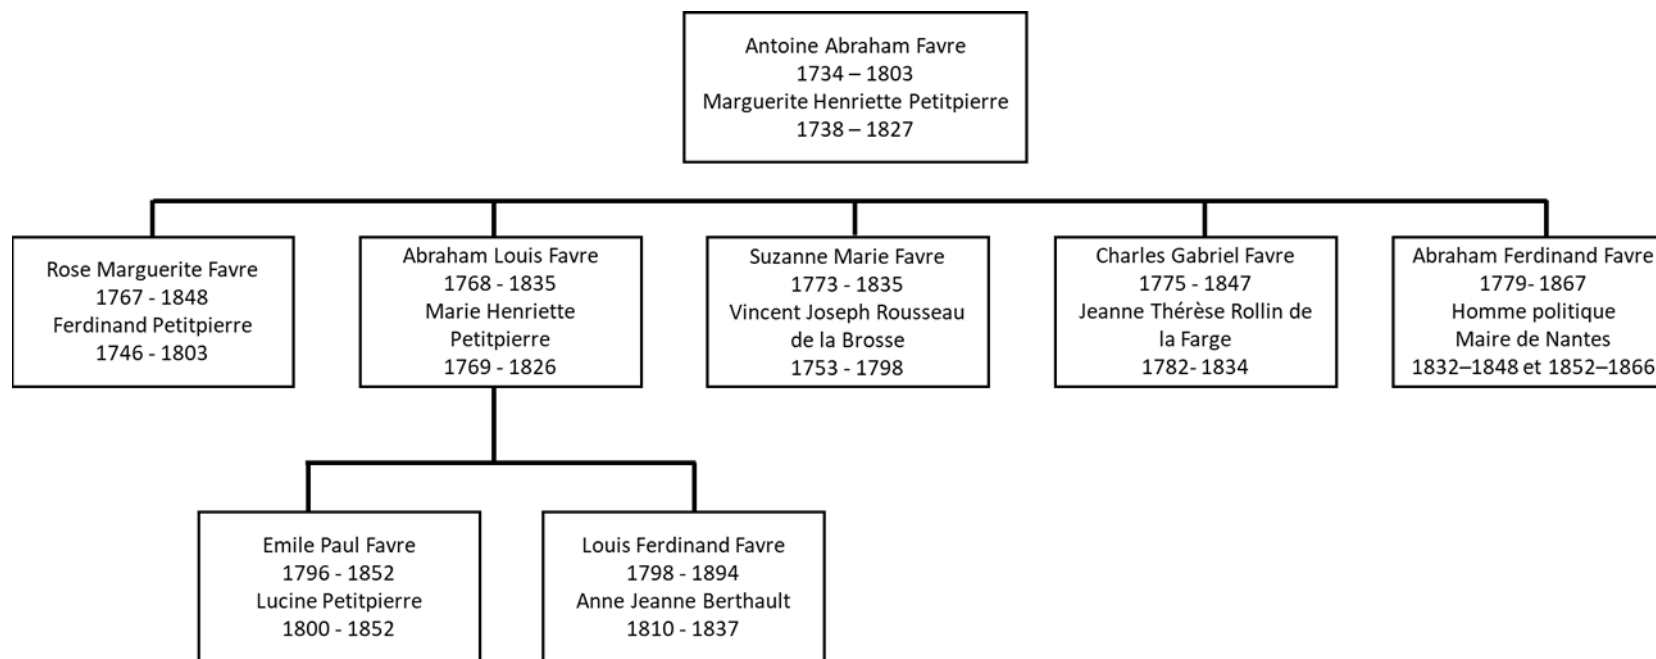 Antoine Abraham Favre
1734 – 1803
Marguerite Henriette Petitpierre
1738 – 1827
Rose Marguerite Favre
1767 - 1848
Ferdinand Petitpierre
1746 - 1803
Abraham Louis Favre
1768 - 1835
Marie Henriette
Petitpierre
1769 - 1826
Suzanne Marie Favre
1773 - 1835
Vincent Joseph Rousseau
de la Brosse
1753 - 1798
Charles Gabriel Favre
1775 - 1847
Jeanne Thérèse Rollin de
la Farge
1782- 1834
Abraham Ferdinand Favre
1779- 1867
Homme politique
Maire de Nantes
1832–1848 et 1852–1866
Emile Paul Favre
1796 - 1852
Lucine Petitpierre
1800 - 1852
Louis Ferdinand Favre
1798 - 1894
Anne Jeanne Berthault
1810 - 1837